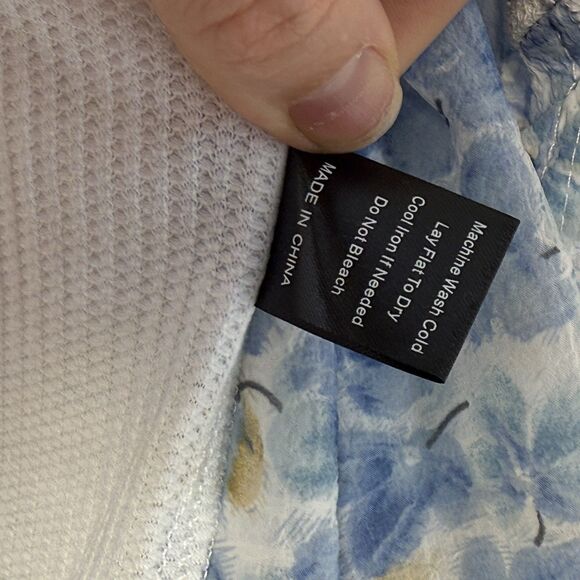 Machine Wash Cold
Lay Flat To Dry
Cool Iron If Needed
Do Not Bleach
MADE IN CHINA